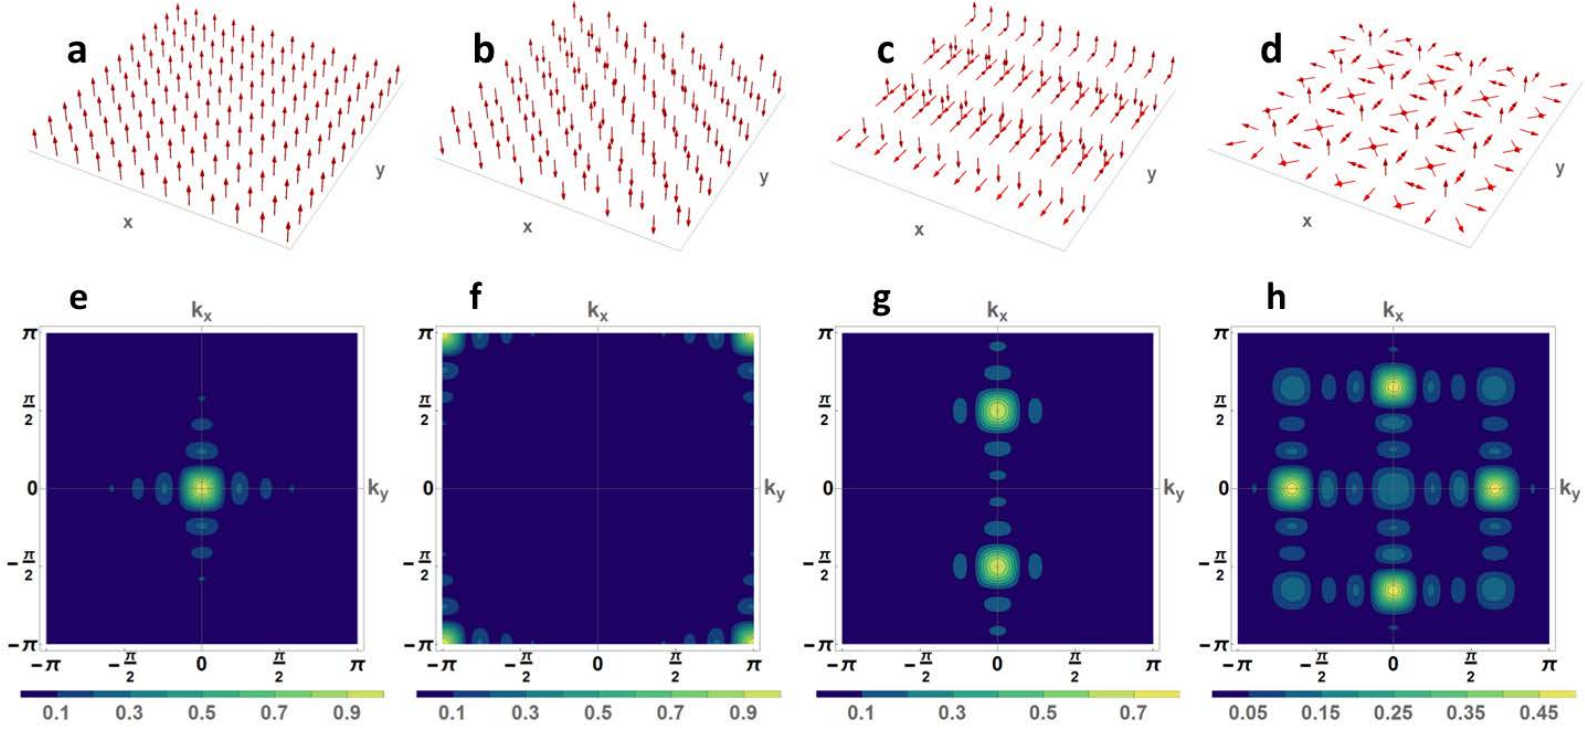 a b c d
y y y y
x x x x
e f g h
k_x k_x k_x k_x
π π π π
π/2 π/2 π/2 π/2
0 k_y 0 k_y 0 k_y 0 k_y
-π/2 -π/2 -π/2 -π/2
-π -π -π -π
-π -π/2 0 π/2 π -π -π/2 0 π/2 π -π -π/2 0 π/2 π -π -π/2 0 π/2 π
0.1 0.3 0.5 0.7 0.9 0.1 0.3 0.5 0.7 0.9 0.1 0.3 0.5 0.7 0.05 0.15 0.25 0.35 0.45